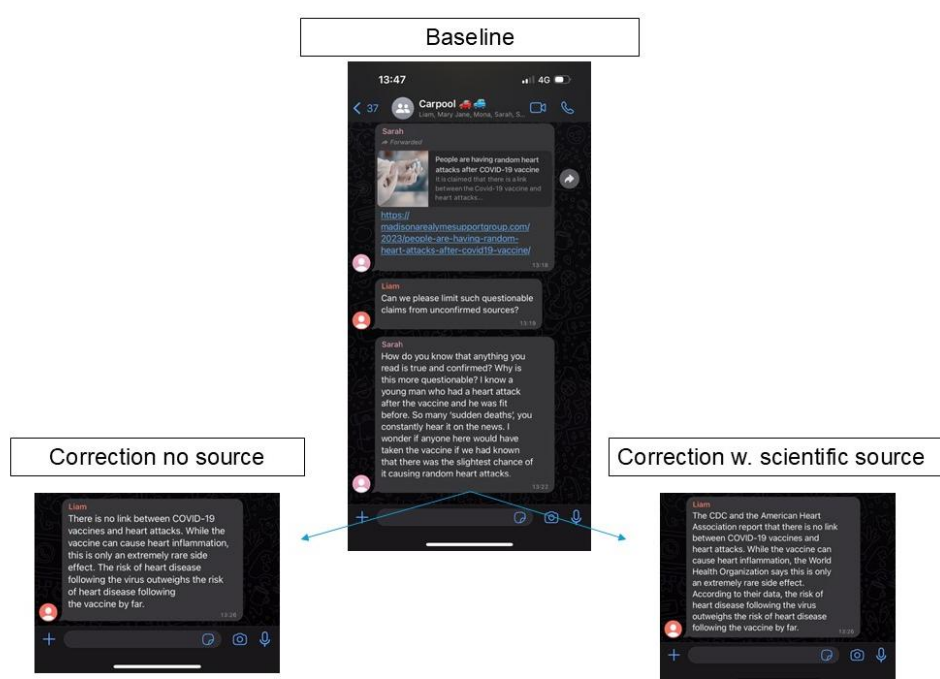 Baseline
13:47
4G
37
Carpool
Liam, Mary Jane, Mona, Sarah, S...
Sarah
Forwarded
People are having random heart
attacks after COVID-19 vaccine
It is claimed that there is a link
between the Covid-19 vaccine and
heart attacks...
https://
madisonarealymesupportgroup.com/
2023/people-are-having-random-
heart-attacks-after-covid19-vaccine/
13:18
Liam
Can we please limit such questionable
claims from unconfirmed sources?
13:19
Sarah
How do you know that anything you
read is true and confirmed? Why is
this more questionable? I know a
young man who had a heart attack
after the vaccine and he was fit
before. So many ‘sudden deaths’, you
constantly hear it on the news. I
wonder if anyone here would have
taken the vaccine if we had known
that there was the slightest chance of
it causing random heart attacks.
13:22
Correction no source
Liam
There is no link between COVID-19
vaccines and heart attacks. While the
vaccine can cause heart inflammation,
this is only an extremely rare side
effect. The risk of heart disease
following the virus outweighs the risk
of heart disease following
the vaccine by far.
13:26
Correction w. scientific source
Liam
The CDC and the American Heart
Association report that there is no link
between COVID-19 vaccines and
heart attacks. While the vaccine can
cause heart inflammation, the World
Health Organization says this is only
an extremely rare side effect.
According to their data, the risk of
heart disease following the virus
outweighs the risk of heart disease
following the vaccine by far.
13:26